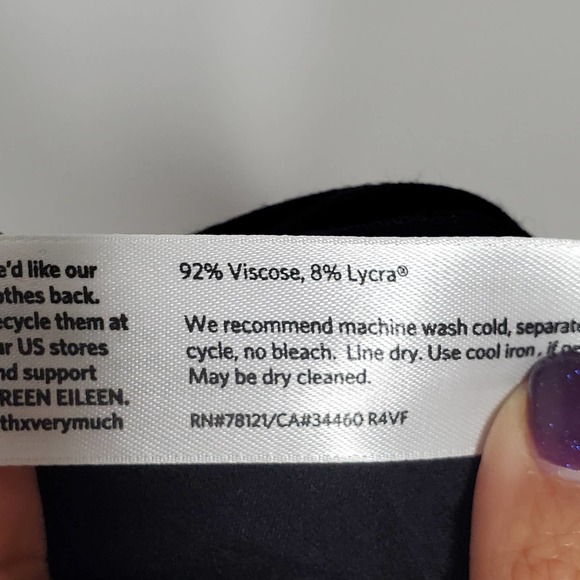 e'd like our
othes back.
ecycle them at
ur US stores
nd support
REEN EILEEN.
thxverymuch
92% Viscose, 8% Lycra®
We recommend machine wash cold, separate
cycle, no bleach. Line dry. Use cool iron, if
May be dry cleaned.
RN#78121/CA#34460 R4VF